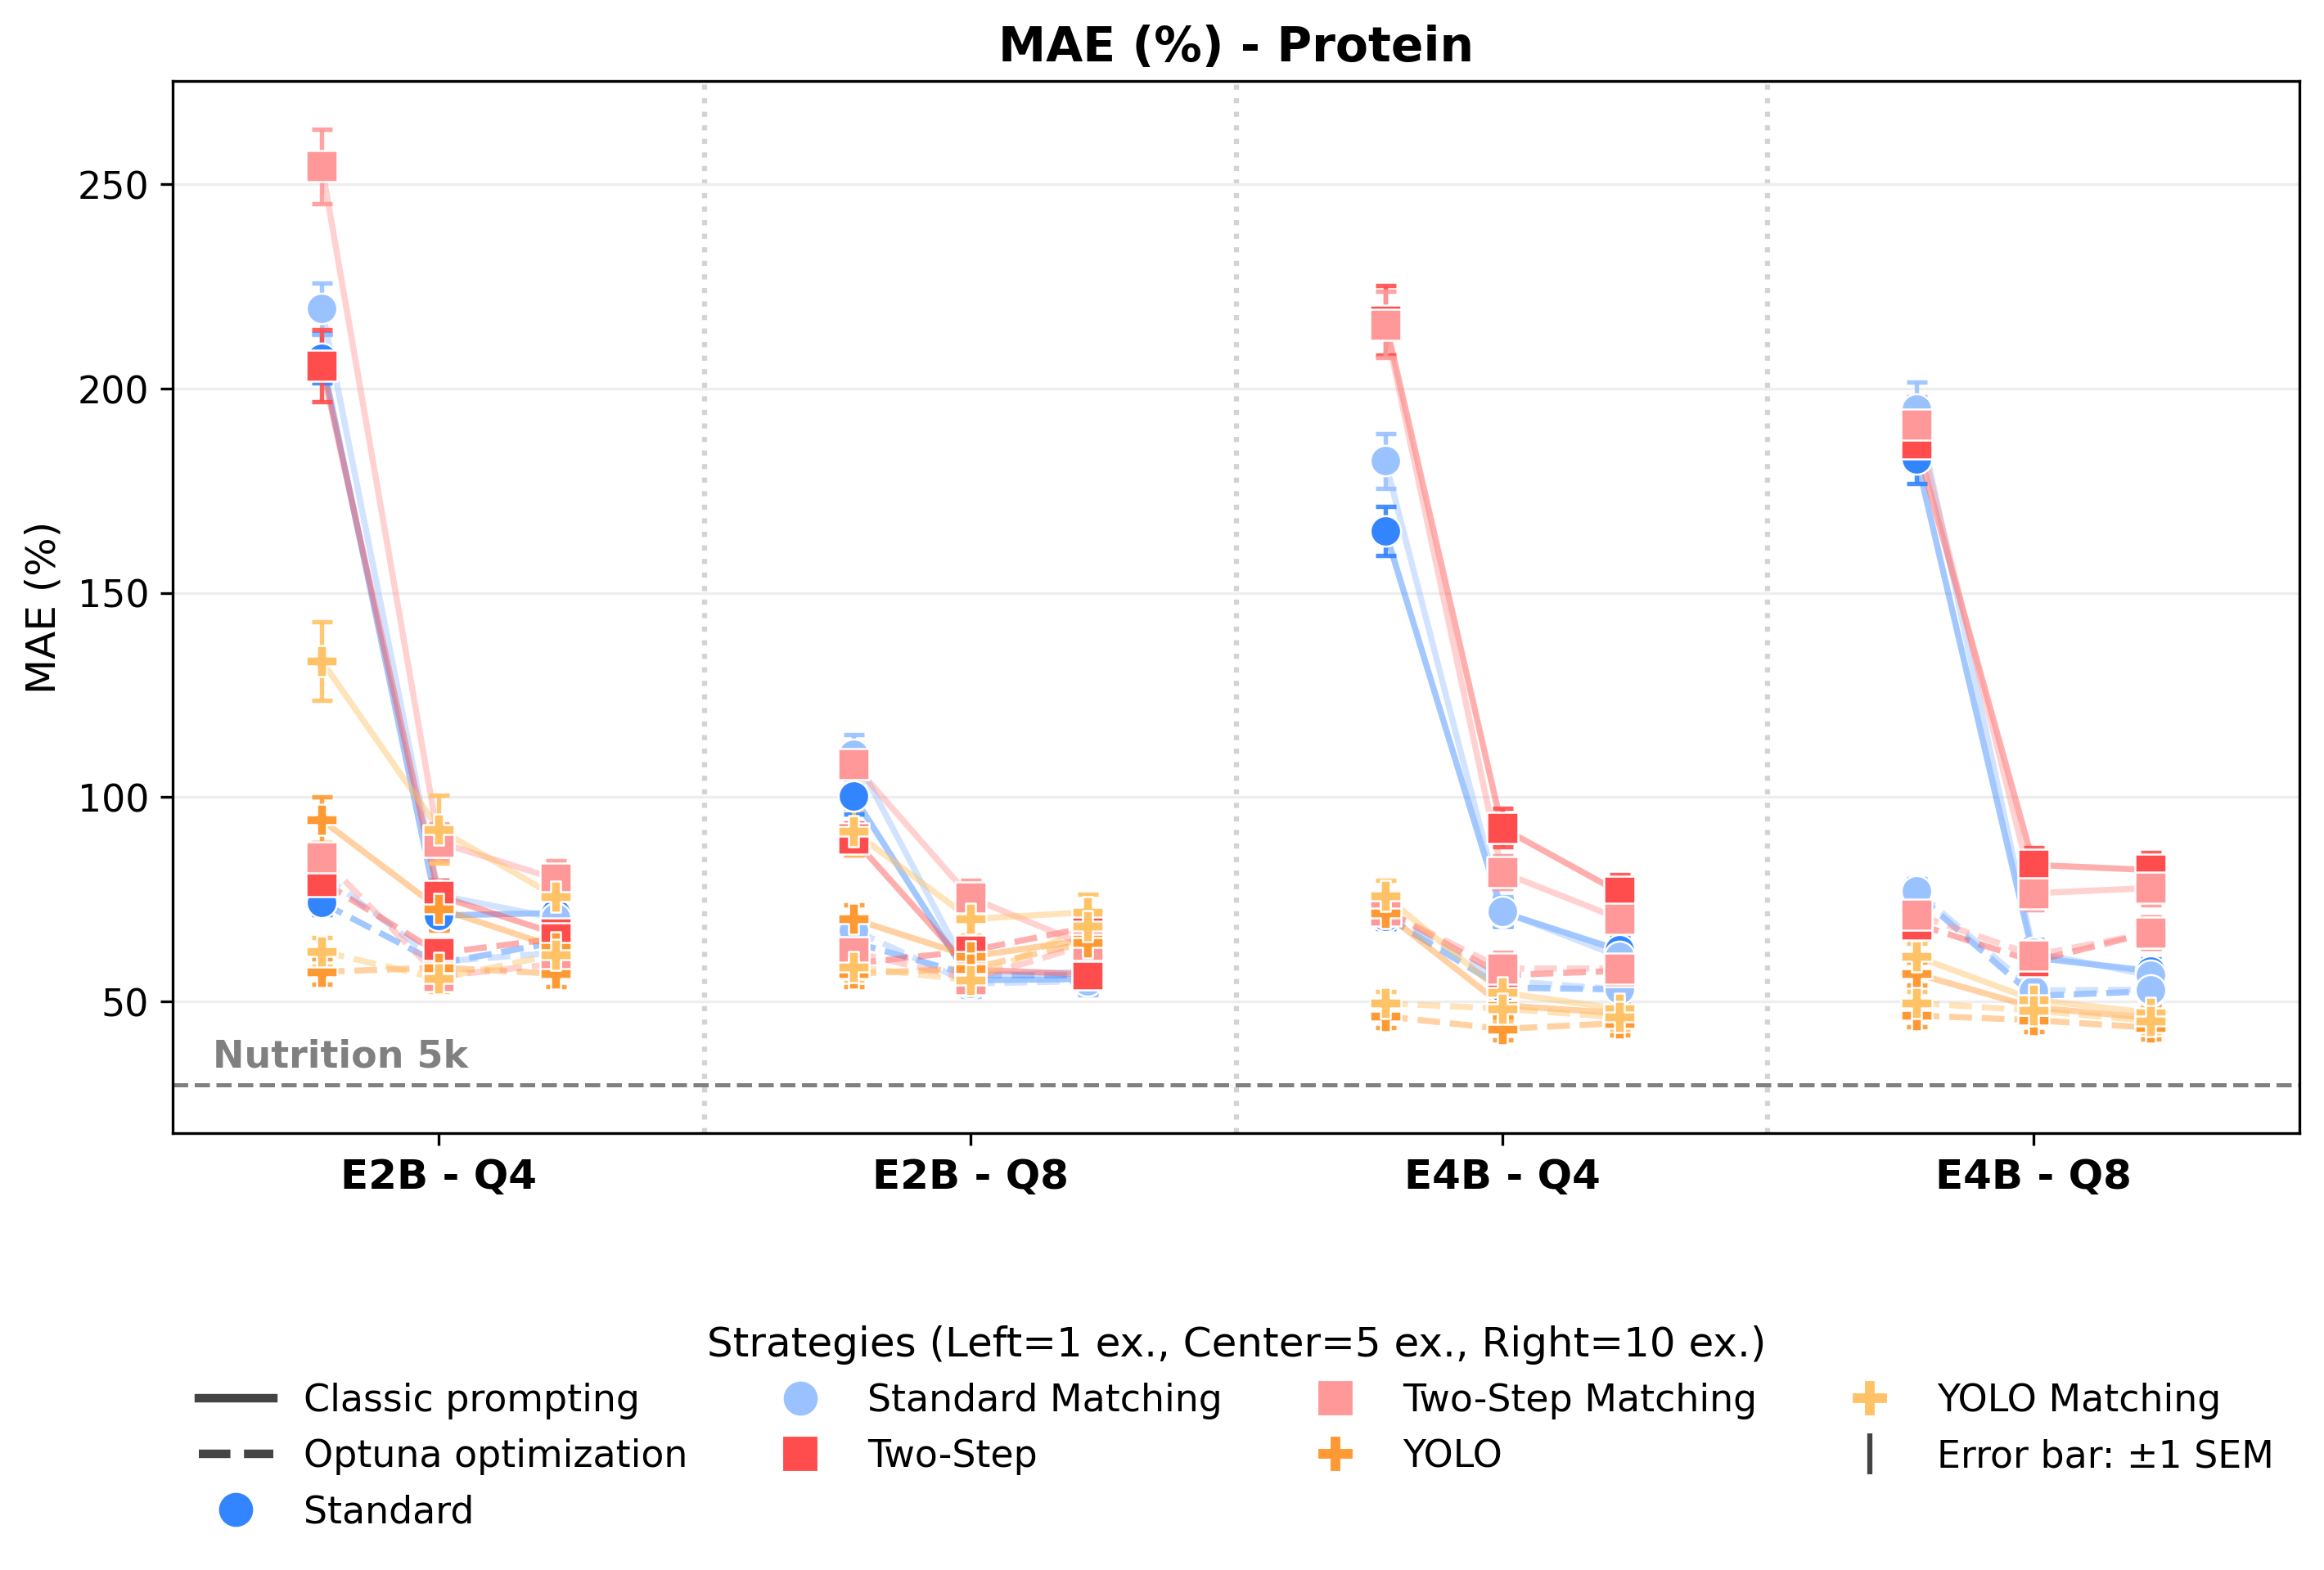 MAE (%) - Protein
MAE (%)
250
200
150
100
50
Nutrition 5k
E2B - Q4
E2B - Q8
E4B - Q4
E4B - Q8
Strategies (Left=1 ex., Center=5 ex., Right=10 ex.)
Classic prompting
Optuna optimization
Standard
Standard Matching
Two-Step
Two-Step Matching
YOLO
YOLO Matching
Error bar: ±1 SEM